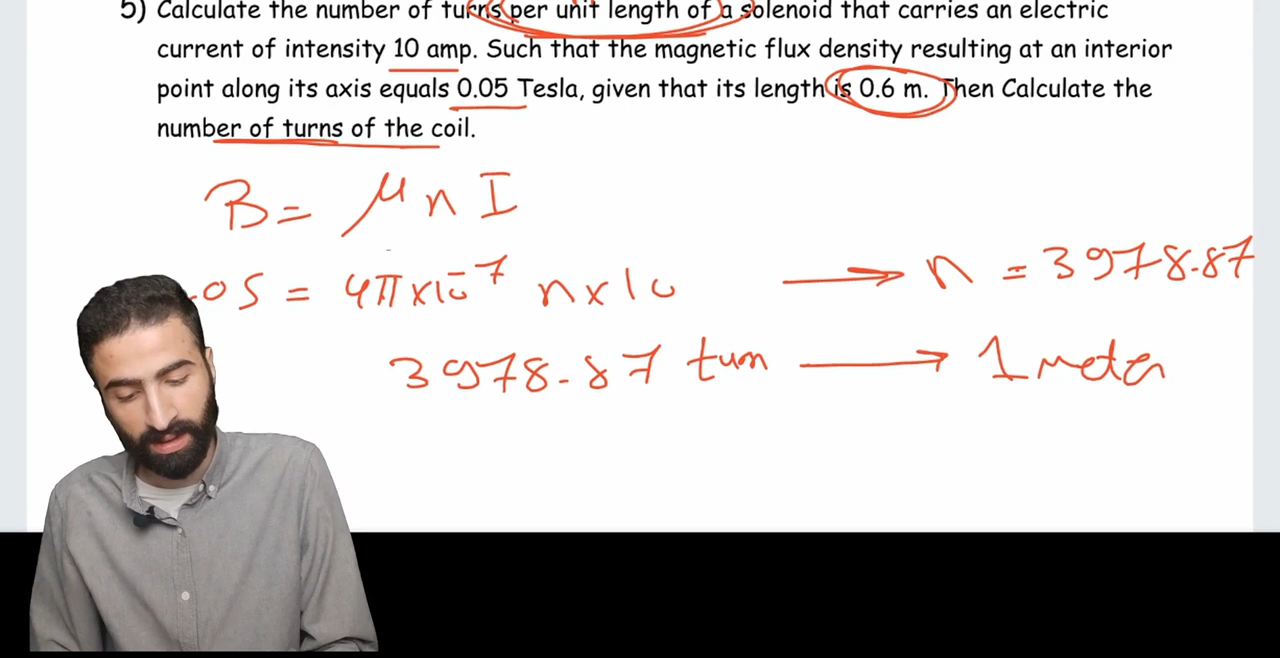 5) Calculate the number of turns per unit length of a solenoid that carries an electric
current of intensity 10 amp. Such that the magnetic flux density resulting at an interior
point along its axis equals 0.05 Tesla, given that its length is 0.6 m. Then Calculate the
number of turns of the coil.
B = μ n I
.05 = 4π×10⁻⁷ n×10 → n = 3978.87
3978.87 turn → 1 meter